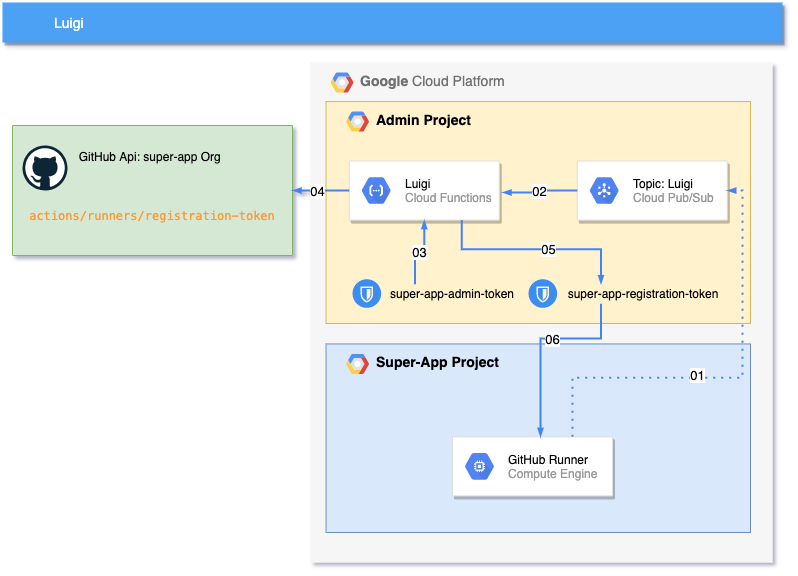 Luigi
Google Cloud Platform
Admin Project
GitHub Api: super-app Org
actions/runners/registration-token
04
Luigi
Cloud Functions
02
Topic: Luigi
Cloud Pub/Sub
03
05
super-app-admin-token
super-app-registration-token
06
Super-App Project
01
GitHub Runner
Compute Engine